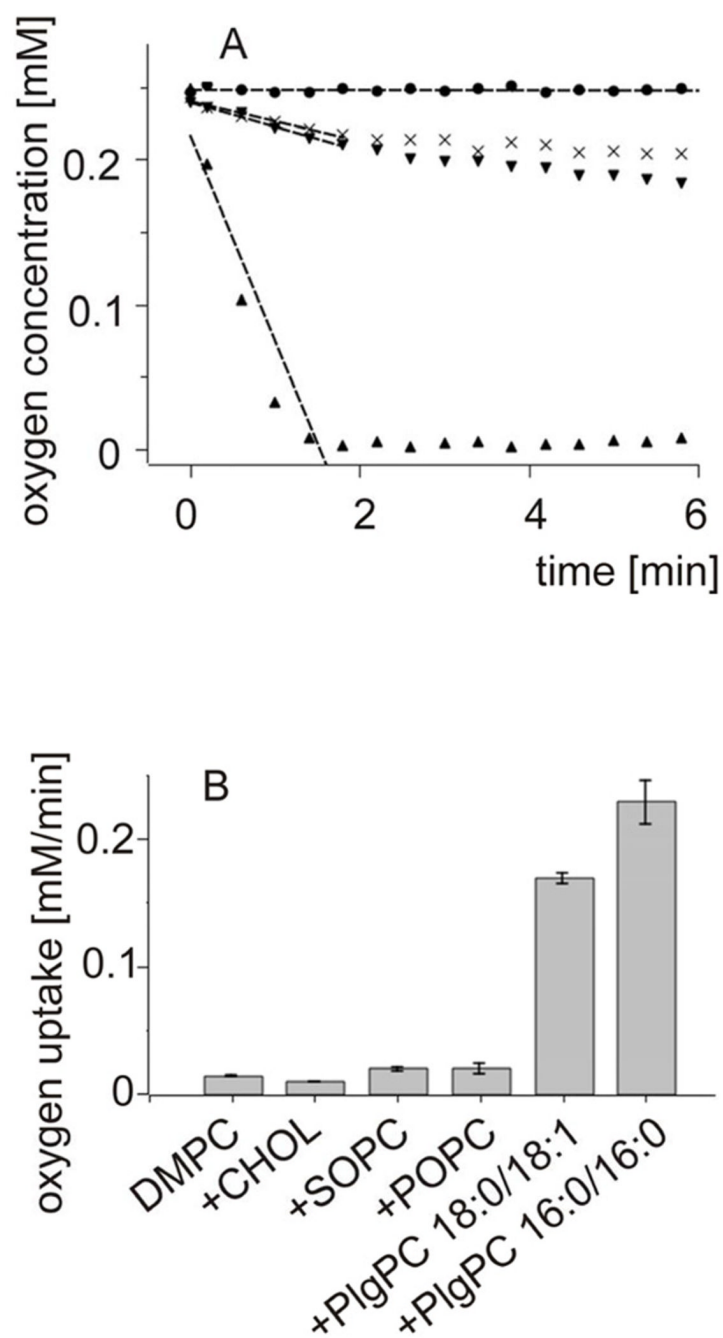 A
oxygen concentration [mM]
0.2
0.1
0
0
2
4
6
time [min]
B
oxygen uptake [mM/min]
0.2
0.1
0
DMPC
+CHOL
+SOPC
+POPC
+PlgPC 18:0/18:1
+PlgPC 16:0/16:0